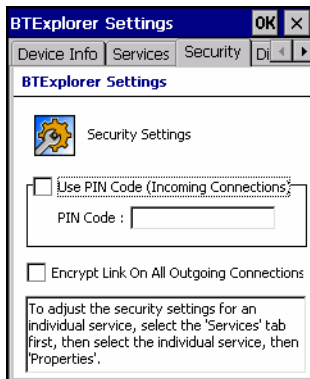 BTExplorer Settings OK
Device Info Services Security Di
BTExplorer Settings
Security Settings
Use PIN Code (Incoming Connections)
PIN Code :
Encrypt Link On All Outgoing Connections
To adjust the security settings for an
individual service, select the 'Services' tab
first, then select the individual service, then
'Properties'.